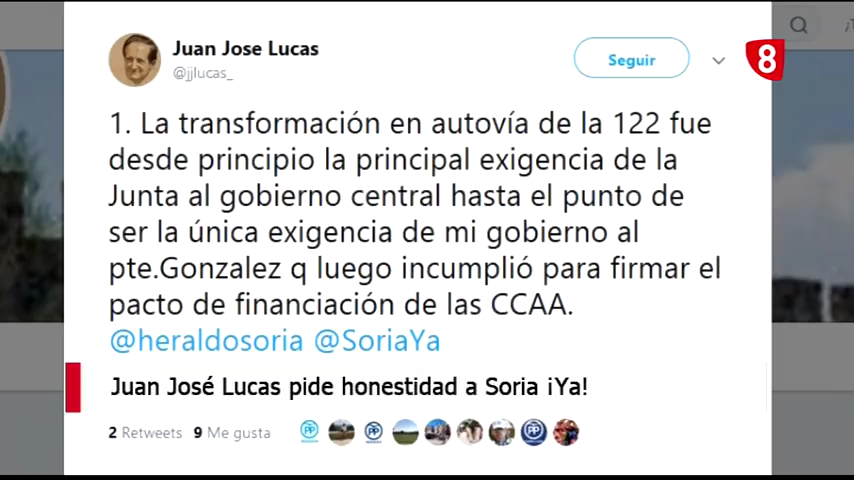 Juan Jose Lucas
@jjlucas_
Seguir
8
1. La transformación en autovía de la 122 fue
desde principio la principal exigencia de la
Junta al gobierno central hasta el punto de
ser la única exigencia de mi gobierno al
pte.Gonzalez q luego incumplió para firmar el
pacto de financiación de las CCAA.
@heraldosoria @SoriaYa
Juan José Lucas pide honestidad a Soria ¡Ya!
2 Retweets 9 Me gusta